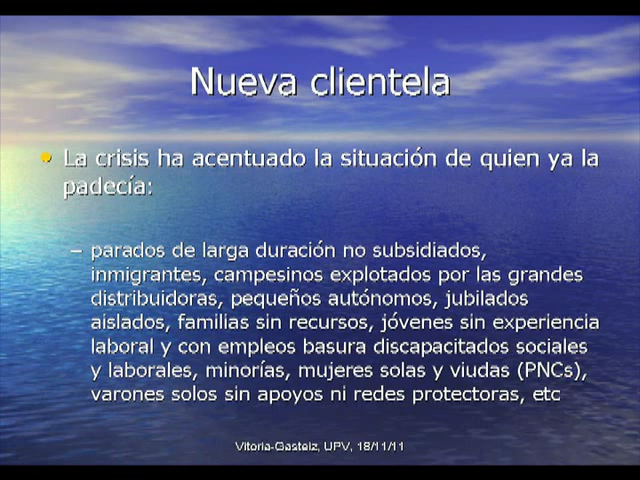 Nueva clientela
• La crisis ha acentuado la situación de quien ya la
padecía:
– parados de larga duración no subsidiados,
inmigrantes, campesinos explotados por las grandes
distribuidoras, pequeños autónomos, jubilados
aislados, familias sin recursos, jóvenes sin experiencia
laboral y con empleos basura discapacitados sociales
y laborales, minorías, mujeres solas y viudas (PNCs),
varones solos sin apoyos ni redes protectoras, etc
Vitoria-Gasteiz, UPV, 18/11/11